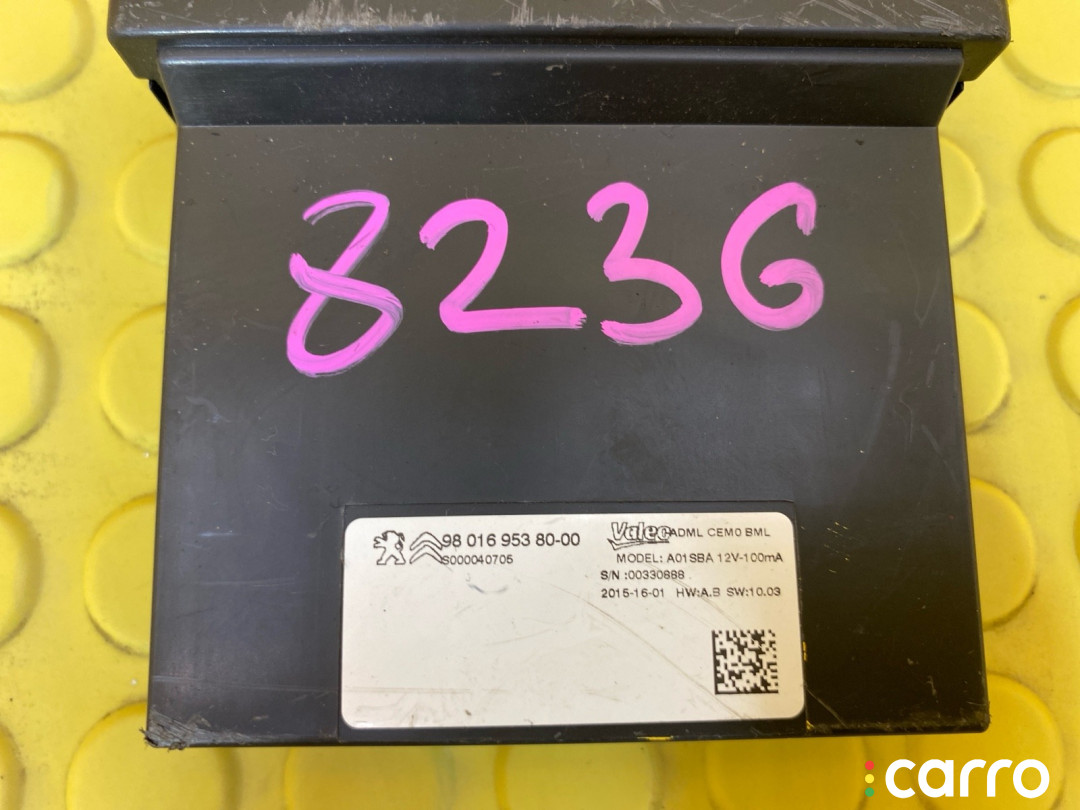 8236
98 016 953 80-00
S000040705
Valeo ADML CEM0 BML
MODEL: A01SBA 12V-100mA
S/N :00330888
2015-16-01 HW:A.B SW:10.03
carro